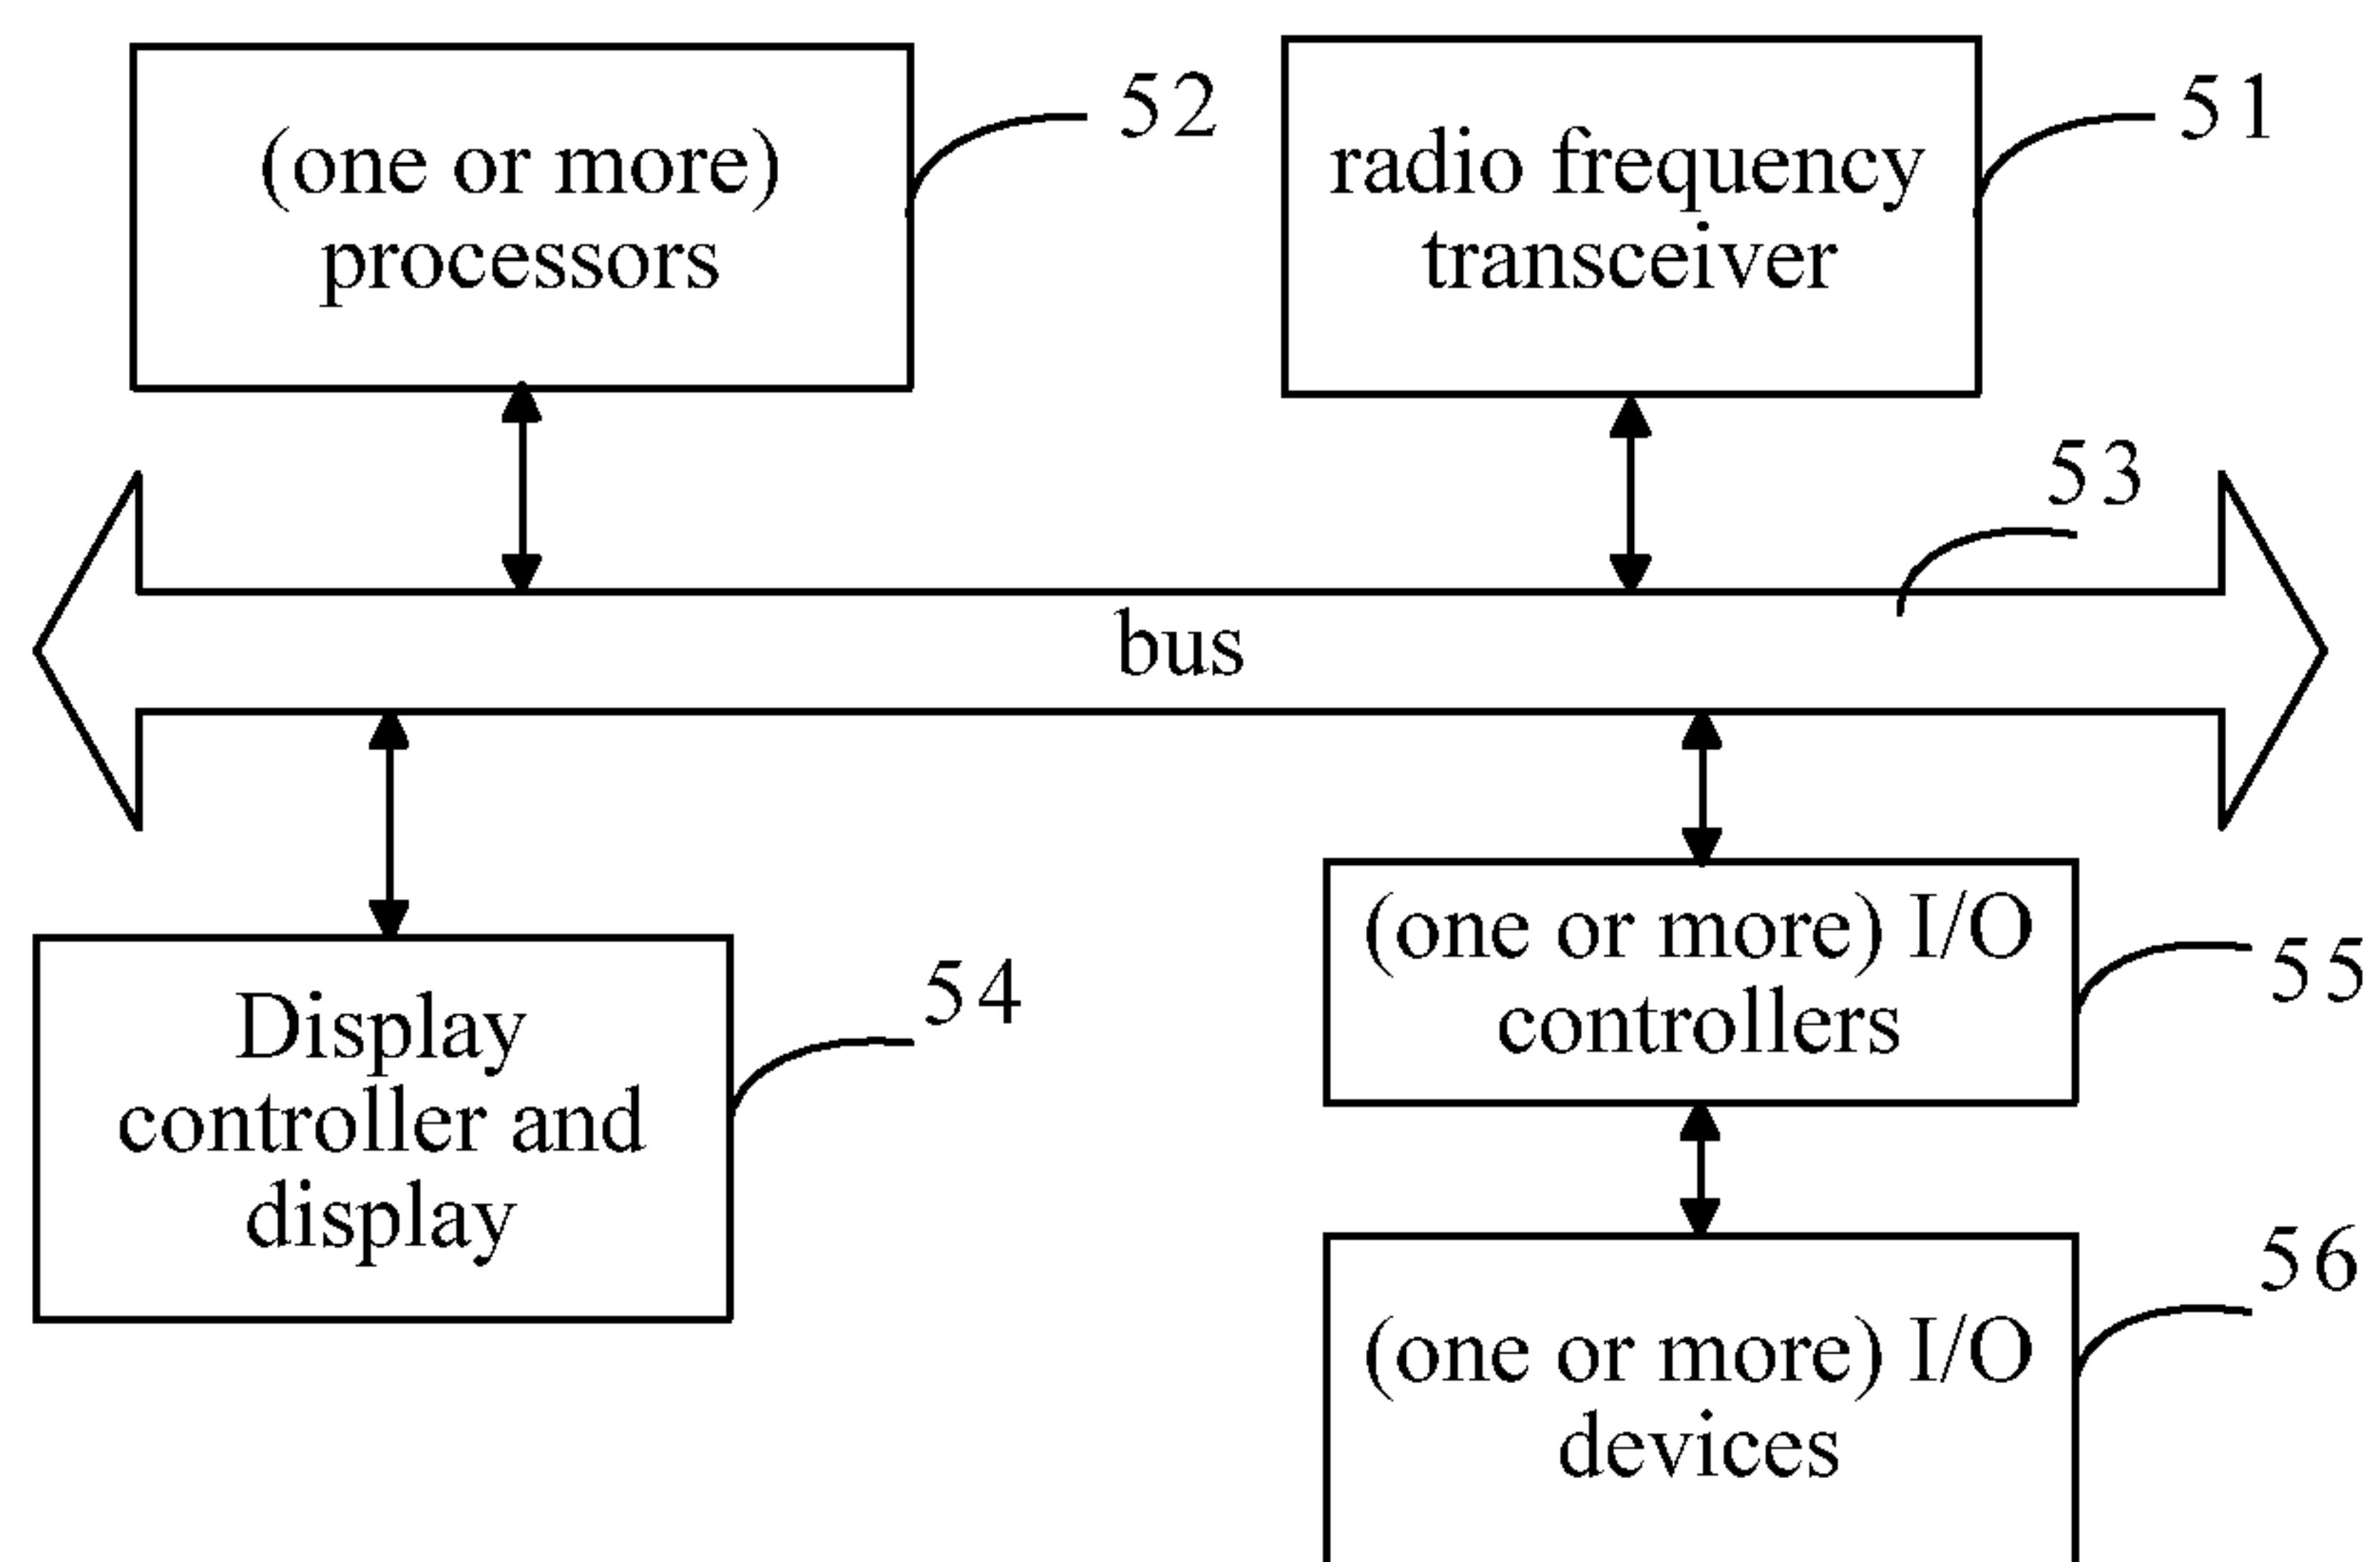 (one or more)
processors
52
radio frequency
transceiver
51
53
bus
Display
controller and
display
54
(one or more) I/O
controllers
55
(one or more) I/O
devices
56